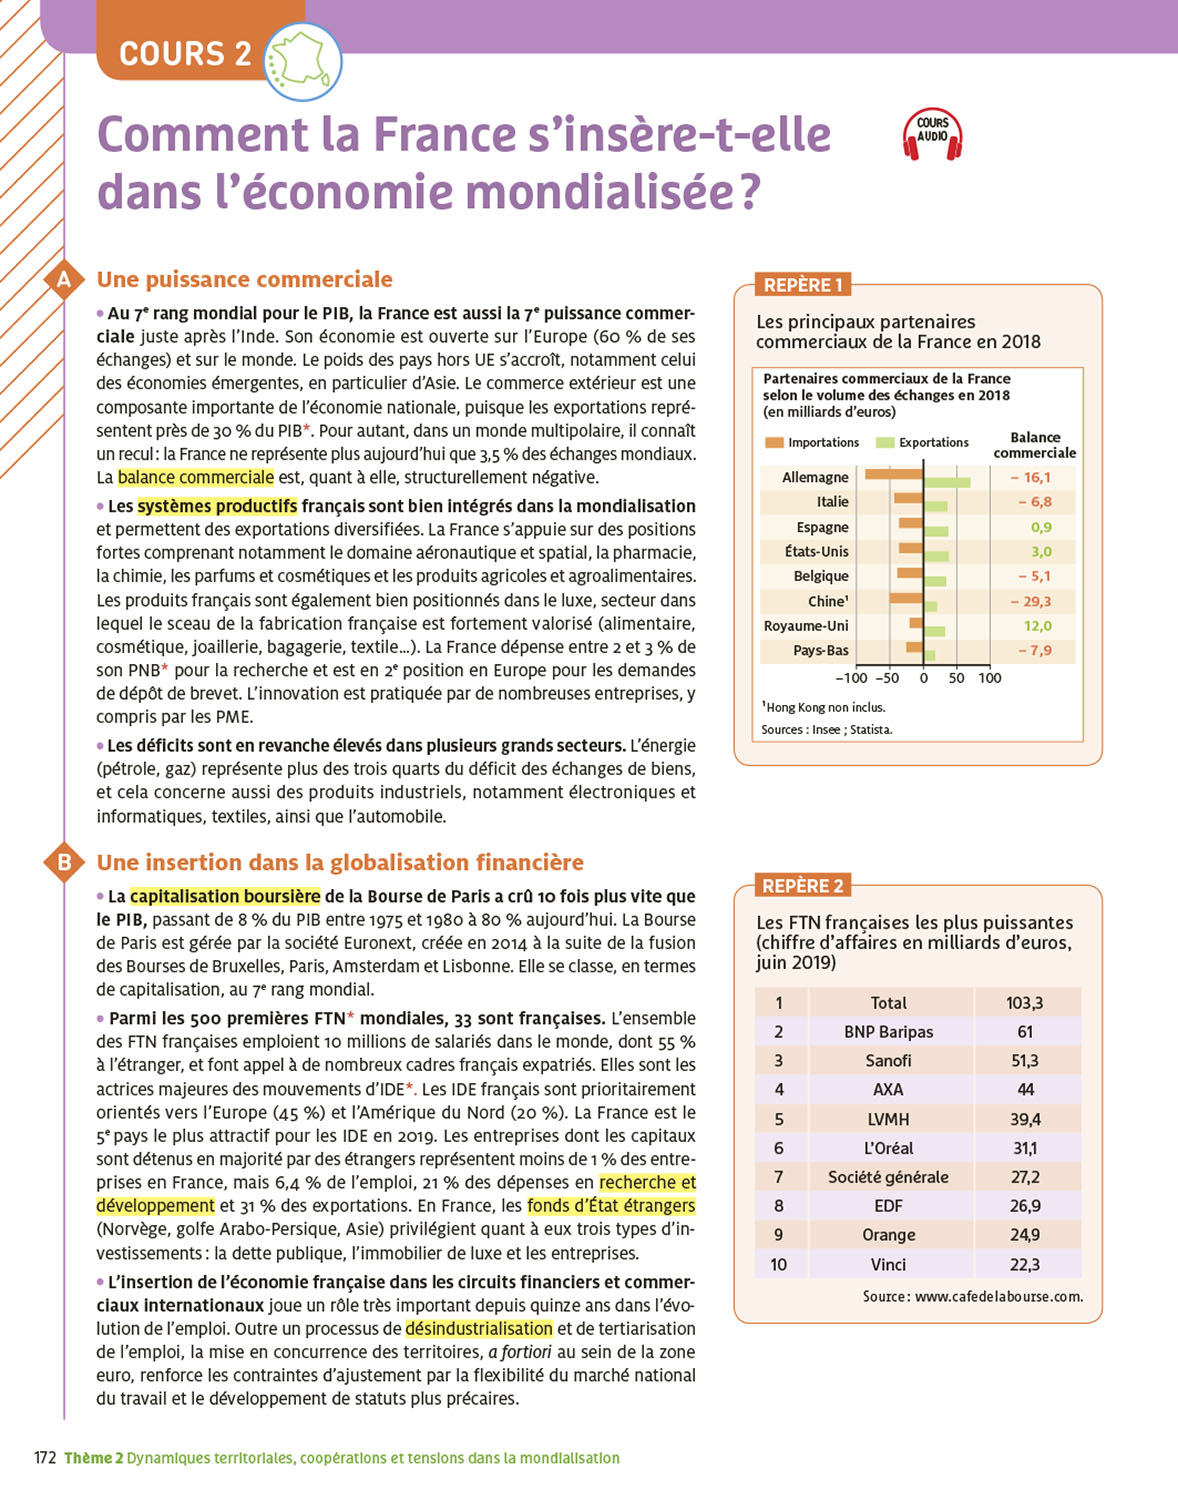 COURS 2
Comment la France s'insère-t-elle
dans l'économie mondialisée ?
COURS
AUDIO
A
Une puissance commerciale
• Au 7e rang mondial pour le PIB, la France est aussi la 7e puissance commer-
ciale juste après l'Inde. Son économie est ouverte sur l'Europe (60 % de ses
échanges) et sur le monde. Le poids des pays hors UE s'accroît, notamment celui
des économies émergentes, en particulier d'Asie. Le commerce extérieur est une
composante importante de l'économie nationale, puisque les exportations repré-
sentent près de 30 % du PIB*. Pour autant, dans un monde multipolaire, il connaît
un recul : la France ne représente plus aujourd'hui que 3,5 % des échanges mondiaux.
La balance commerciale est, quant à elle, structurellement négative.
• Les systèmes productifs français sont bien intégrés dans la mondialisation
et permettent des exportations diversifiées. La France s'appuie sur des positions
fortes comprenant notamment le domaine aéronautique et spatial, la pharmacie,
la chimie, les parfums et cosmétiques et les produits agricoles et agroalimentaires.
Les produits français sont également bien positionnés dans le luxe, secteur dans
lequel le sceau de la fabrication française est fortement valorisé (alimentaire,
cosmétique, joaillerie, bagagerie, textile…). La France dépense entre 2 et 3 % de
son PNB* pour la recherche et est en 2e position en Europe pour les demandes
de dépôt de brevet. L'innovation est pratiquée par de nombreuses entreprises, y
compris par les PME.
• Les déficits sont en revanche élevés dans plusieurs grands secteurs. L'énergie
(pétrole, gaz) représente plus des trois quarts du déficit des échanges de biens,
et cela concerne aussi des produits industriels, notamment électroniques et
informatiques, textiles, ainsi que l'automobile.
B
Une insertion dans la globalisation financière
• La capitalisation boursière de la Bourse de Paris a crû 10 fois plus vite que
le PIB, passant de 8 % du PIB entre 1975 et 1980 à 80 % aujourd'hui. La Bourse
de Paris est gérée par la société Euronext, créée en 2014 à la suite de la fusion
des Bourses de Bruxelles, Paris, Amsterdam et Lisbonne. Elle se classe, en termes
de capitalisation, au 7e rang mondial.
• Parmi les 500 premières FTN* mondiales, 33 sont françaises. L'ensemble
des FTN françaises emploient 10 millions de salariés dans le monde, dont 55 %
à l'étranger, et font appel à de nombreux cadres français expatriés. Elles sont les
actrices majeures des mouvements d'IDE*. Les IDE français sont prioritairement
orientés vers l'Europe (45 %) et l'Amérique du Nord (20 %). La France est le
5e pays le plus attractif pour les IDE en 2019. Les entreprises dont les capitaux
sont détenus en majorité par des étrangers représentent moins de 1 % des entre-
prises en France, mais 6,4 % de l'emploi, 21 % des dépenses en recherche et
développement et 31 % des exportations. En France, les fonds d'État étrangers
(Norvège, golfe Arabo-Persique, Asie) privilégient quant à eux trois types d'in-
vestissements : la dette publique, l'immobilier de luxe et les entreprises.
• L'insertion de l'économie française dans les circuits financiers et commer-
ciaux internationaux joue un rôle très important depuis quinze ans dans l'évo-
lution de l'emploi. Outre un processus de désindustrialisation et de tertiarisation
de l'emploi, la mise en concurrence des territoires, a fortiori au sein de la zone
euro, renforce les contraintes d'ajustement par la flexibilité du marché national
du travail et le développement de statuts plus précaires.
REPÈRE 1
Les principaux partenaires
commerciaux de la France en 2018
Partenaires commerciaux de la France
selon le volume des échanges en 2018
(en milliards d'euros)
Importations Exportations Balance
commerciale
Allemagne – 16,1
Italie – 6,8
Espagne 0,9
États-Unis 3,0
Belgique – 5,1
Chine¹ – 29,3
Royaume-Uni 12,0
Pays-Bas – 7,9
–100 –50 0 50 100
¹Hong Kong non inclus.
Sources : Insee ; Statista.
REPÈRE 2
Les FTN françaises les plus puissantes
(chiffre d'affaires en milliards d'euros,
juin 2019)
1 Total 103,3
2 BNP Baripas 61
3 Sanofi 51,3
4 AXA 44
5 LVMH 39,4
6 L'Oréal 31,1
7 Société générale 27,2
8 EDF 26,9
9 Orange 24,9
10 Vinci 22,3
Source : www.cafedelabourse.com.
172 Thème 2 Dynamiques territoriales, coopérations et tensions dans la mondialisation